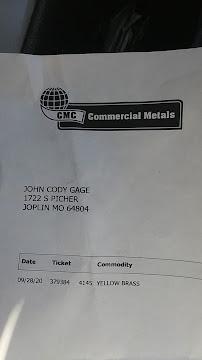 CMC Commercial Metals
JOHN CODY GAGE
1722 S PICHER
JOPLIN MO 64804
Date Ticket Commodity
09/28/20 379384 4145 YELLOW BRASS